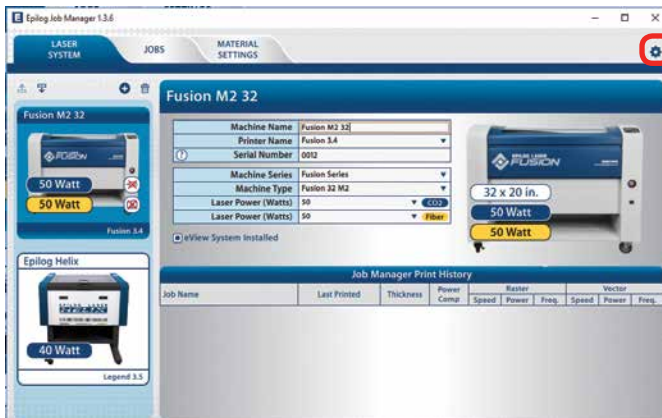 Epilog Job Manager 1.3.6
LASER SYSTEM
JOBS
MATERIAL SETTINGS
Fusion M2 32
FUSION
50 Watt
50 Watt
Fusion 3.4
Epilog Helix
40 Watt
Legend 3.5
Fusion M2 32
Machine Name Fusion M2 32
Printer Name Fusion 3.4
? Serial Number 0012
Machine Series Fusion Series
Machine Type Fusion 32 M2
Laser Power (Watts) 50 CO2
Laser Power (Watts) 50 Fiber
eView System Installed
EPILOG LASER
FUSION
32 x 20 in.
50 Watt
50 Watt
Job Manager Print History
Job Name Last Printed Thickness Power Comp Raster Vector
Speed Power Freq. Speed Power Freq.